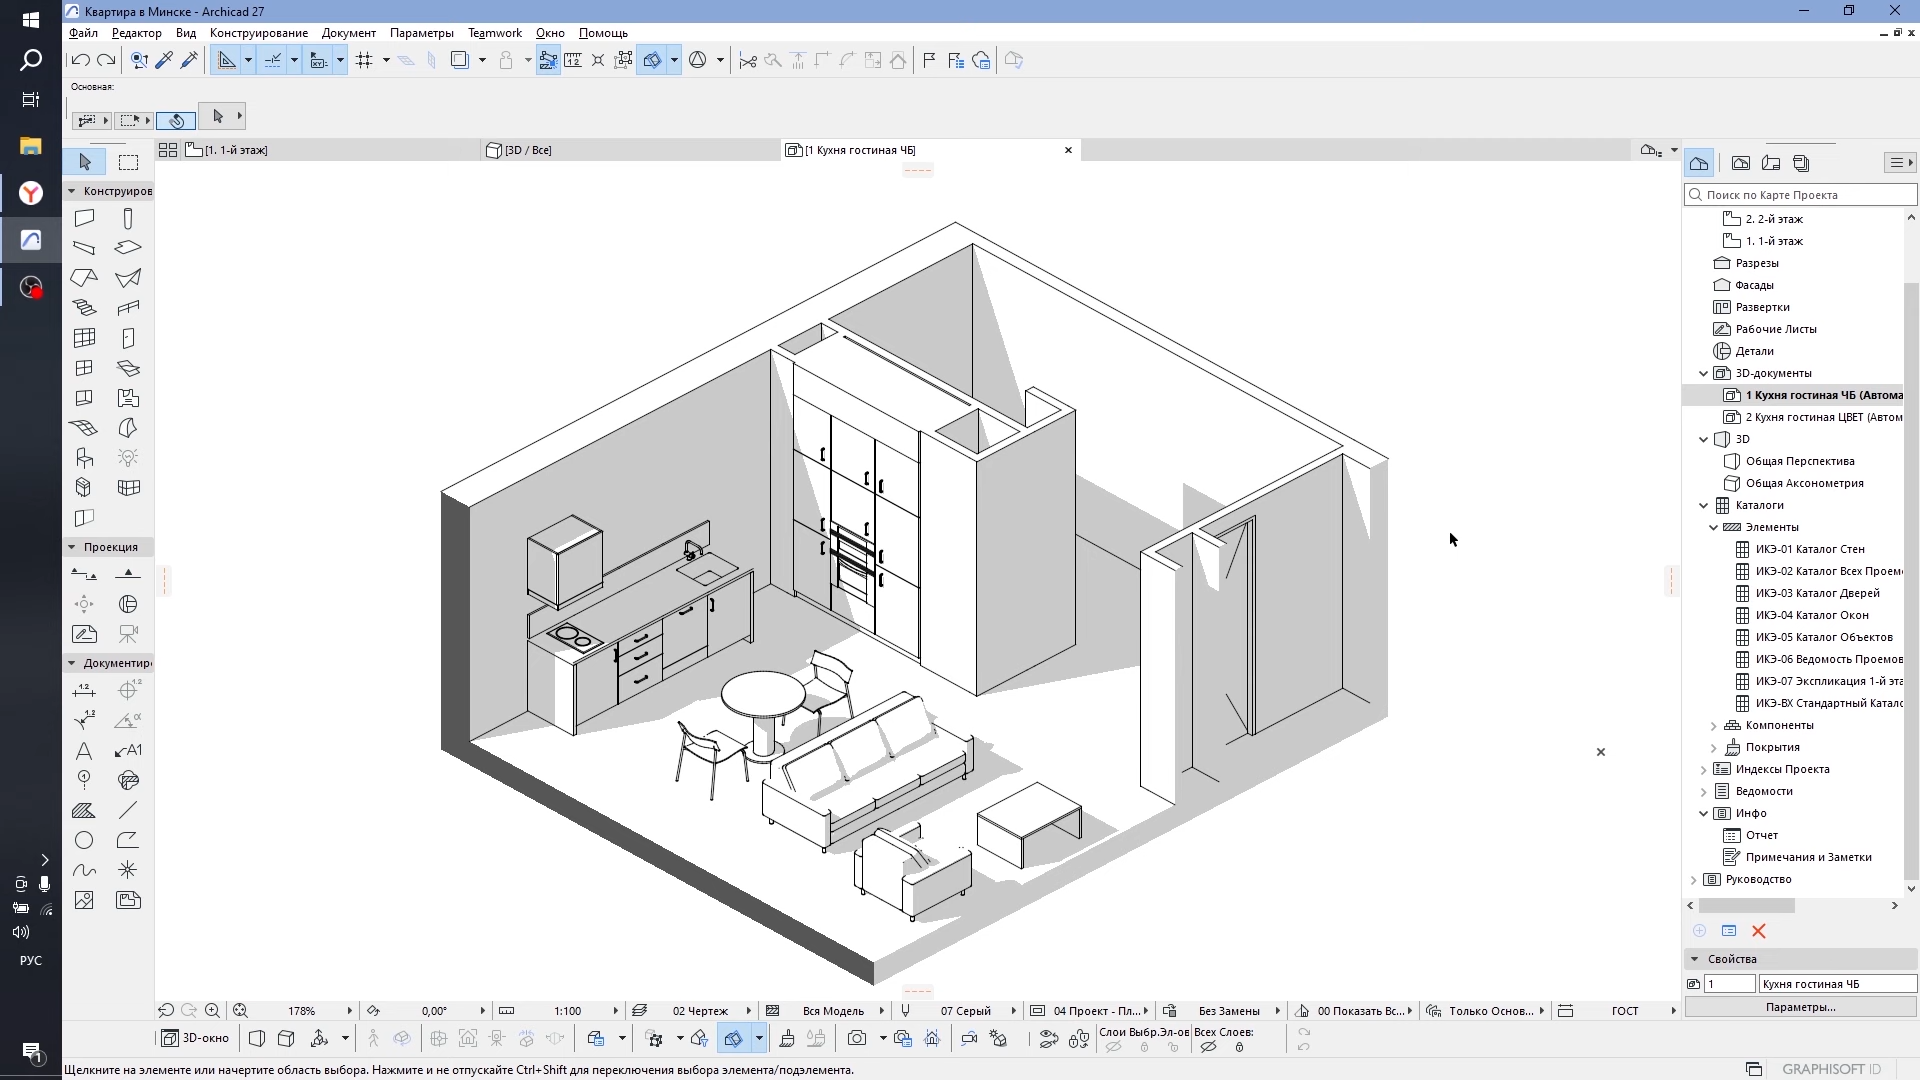 Квартира в Минске - Archicad 27
Файл Редактор Вид Конструирование Документ Параметры Teamwork Окно Помощь
Основная:
[1. 1-й этаж] [3D / Все] [1 Кухня гостиная ЧБ]
Конструиров
Проекция
Документир
1.2
1.2
1.2
A A1
Поиск по Карте Проекта
2. 2-й этаж
1. 1-й этаж
Разрезы
Фасады
Развертки
Рабочие Листы
Детали
3D-документы
1 Кухня гостиная ЧБ (Автома
2 Кухня гостиная ЦВЕТ (Автом
3D
Общая Перспектива
Общая Аксонометрия
Каталоги
Элементы
ИКЭ-01 Каталог Стен
ИКЭ-02 Каталог Всех Проем
ИКЭ-03 Каталог Дверей
ИКЭ-04 Каталог Окон
ИКЭ-05 Каталог Объектов
ИКЭ-06 Ведомость Проемов
ИКЭ-07 Экспликация 1-й эта
ИКЭ-ВХ Стандартный Катало
Компоненты
Покрытия
Индексы Проекта
Ведомости
Инфо
Отчет
Примечания и Заметки
Руководство
Свойства
1 Кухня гостиная ЧБ
Параметры...
РУС
1
178% 0,00° 1:100 02 Чертеж Вся Модель 07 Серый 04 Проект - Пл... Без Замены 00 Показать Вс... Только Основ... ГОСТ
3D-окно
Слои Выбр.Эл-ов
Всех Слоев:
Щелкните на элементе или начертите область выбора. Нажмите и не отпускайте Ctrl+Shift для переключения выбора элемента/подэлемента.
GRAPHISOFT ID